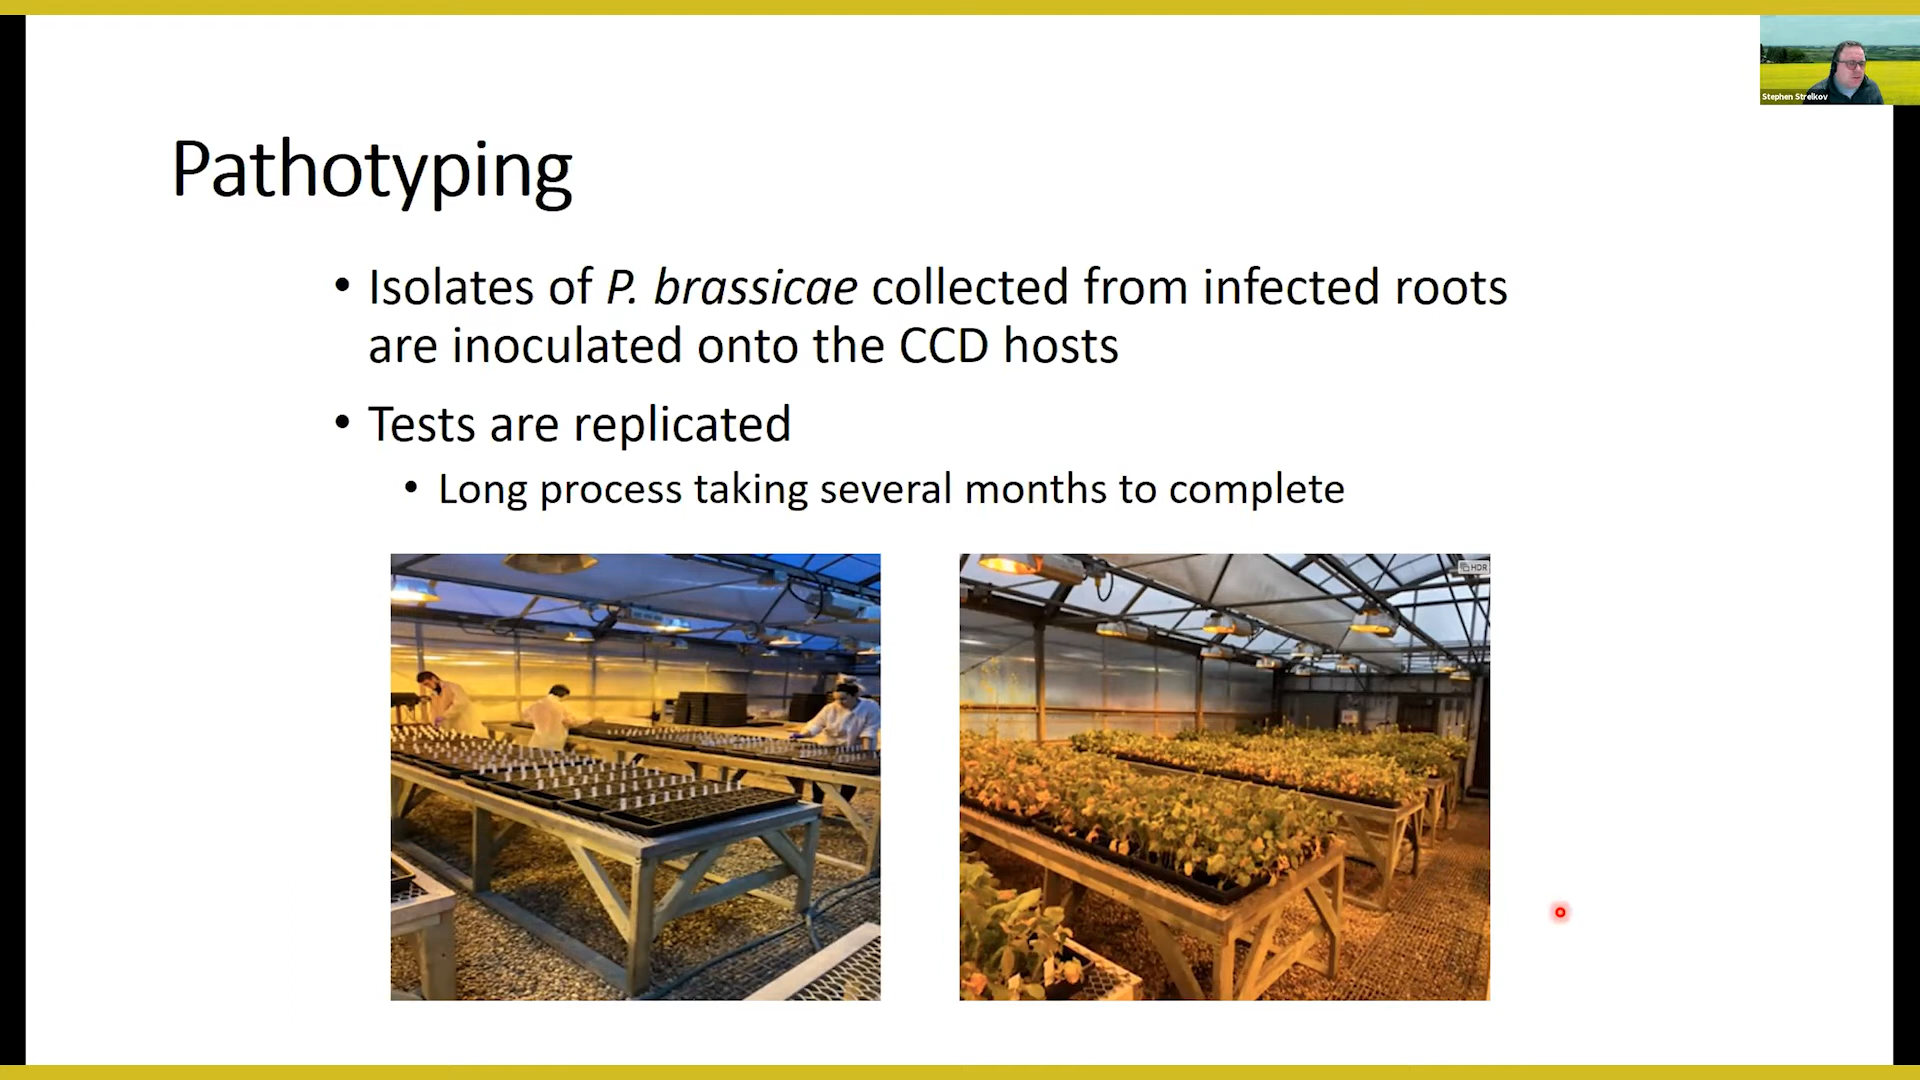 Stephen Strelkov
Pathotyping
• Isolates of P. brassicae collected from infected roots
are inoculated onto the CCD hosts
• Tests are replicated
• Long process taking several months to complete
HDR